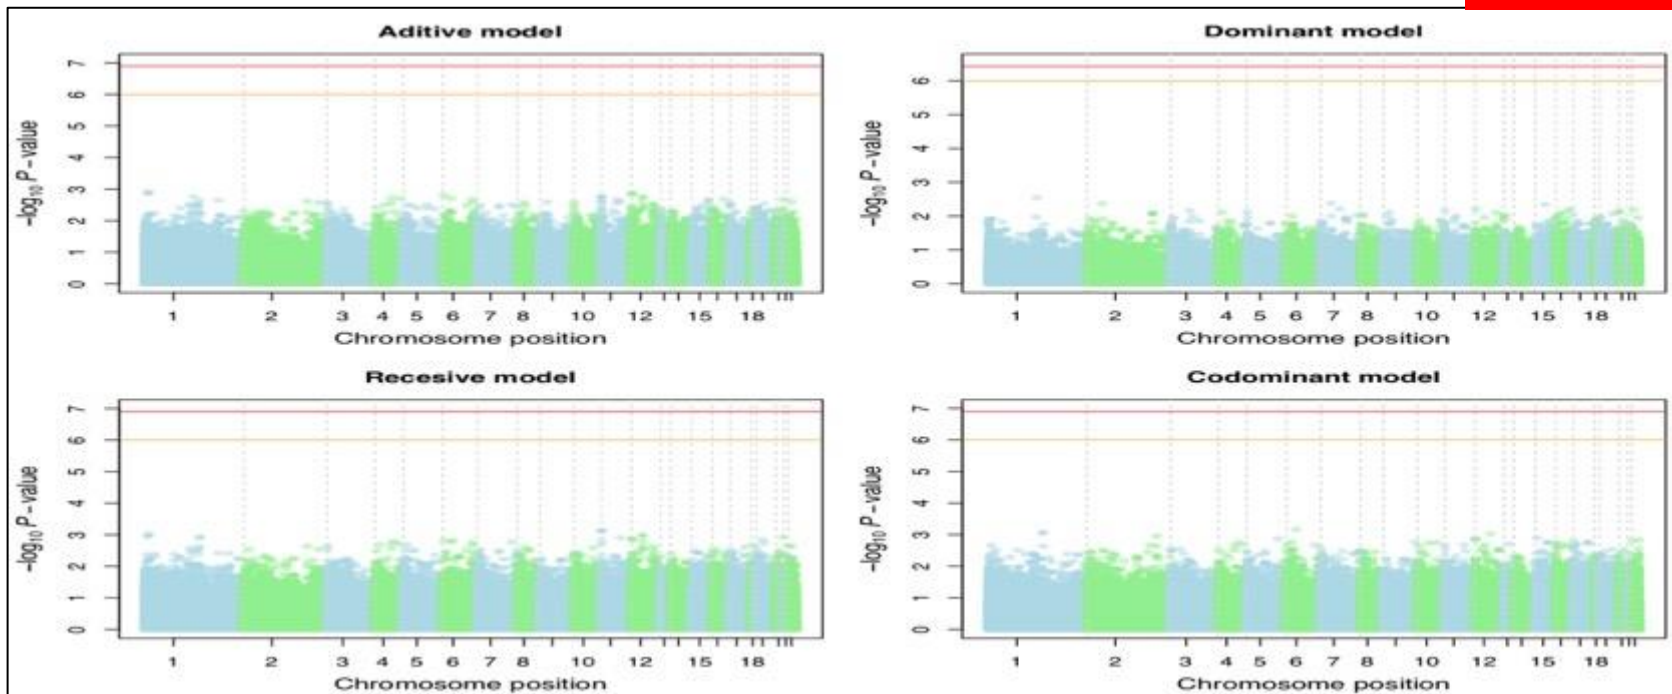 Aditive model
7
6
5
4
3
2
1
0
−log10 P − value
1 2 3 4 5 6 7 8 10 12 15 18
Chromosome position
Dominant model
6
5
4
3
2
1
0
−log10 P − value
1 2 3 4 5 6 7 8 10 12 15 18
Chromosome position
Recesive model
7
6
5
4
3
2
1
0
−log10 P − value
1 2 3 4 5 6 7 8 10 12 15 18
Chromosome position
Codominant model
7
6
5
4
3
2
1
0
−log10 P − value
1 2 3 4 5 6 7 8 10 12 15 18
Chromosome position